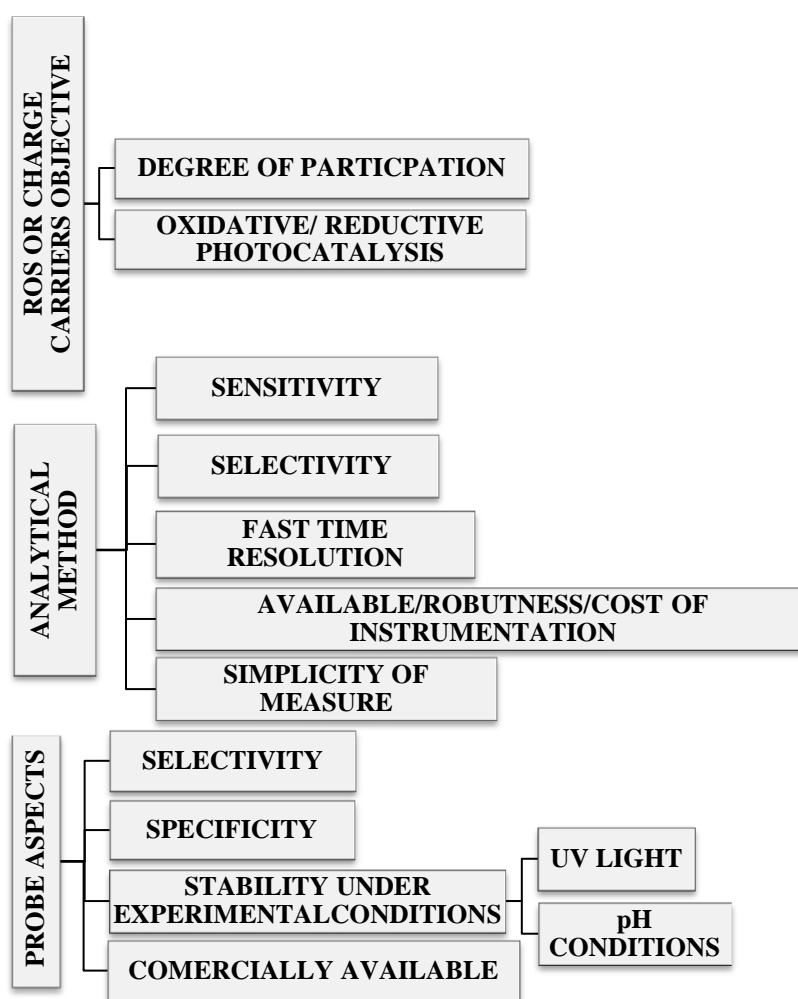 ROS OR CHARGE
CARRIERS OBJECTIVE
DEGREE OF PARTICPATION
OXIDATIVE/ REDUCTIVE
PHOTOCATALYSIS
ANALYTICAL
METHOD
SENSITIVITY
SELECTIVITY
FAST TIME
RESOLUTION
AVAILABLE/ROBUTNESS/COST OF
INSTRUMENTATION
SIMPLICITY OF
MEASURE
PROBE ASPECTS
SELECTIVITY
SPECIFICITY
STABILITY UNDER
EXPERIMENTALCONDITIONS
UV LIGHT
pH
CONDITIONS
COMERCIALLY AVAILABLE